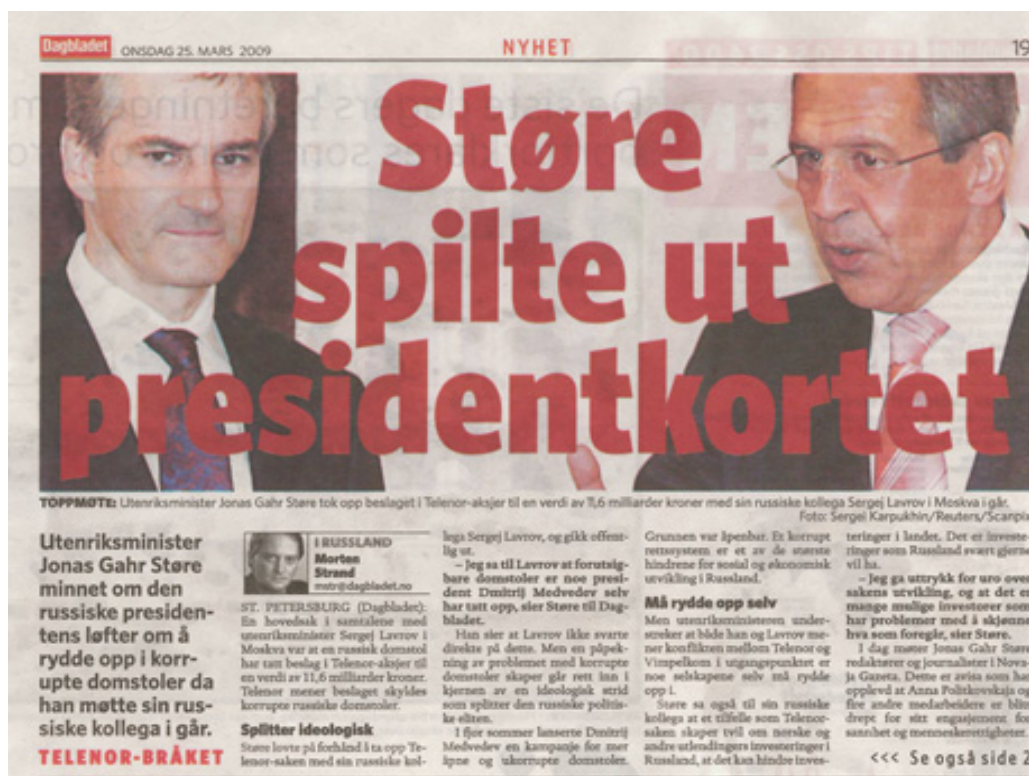 Dagbladet ONSDAG 25. MARS 2009
NYHET
19
Støre
spilte ut
presidentkortet
TOPPMØTE: Utenriksminister Jonas Gahr Støre tok opp beslaget i Telenor-aksjer til en verdi av 11,6 milliarder kroner med sin russiske kollega Sergej Lavrov i Moskva i går.
Foto: Sergei Karpukhin/Reuters/Scanpix
Utenriksminister
Jonas Gahr Støre
minnet om den
russiske presiden-
tens løfter om å
rydde opp i korr-
upte domstoler da
han møtte sin rus-
siske kollega i går.
TELENOR-BRÅKET
I RUSSLAND
Morten
Strand
mstr@dagbladet.no
ST. PETERSBURG (Dagbladet):
En hovedsak i samtalene med
utenriksminister Sergej Lavrov i
Moskva var at en russisk domstol
har tatt beslag i Telenor-aksjer til
en verdi av 11,6 milliarder kroner.
Telenor mener beslaget skyldes
korrupte russiske domstoler.
Splitter ideologisk
Støre lovte på forhånd å ta opp Te-
lenor-saken med sin russiske kol-
lega Sergej Lavrov, og gikk offent-
lig ut.
– Jeg sa til Lavrov at forutsig-
bare domstoler er noe presi-
dent Dmitrij Medvedev selv
har tatt opp, sier Støre til Dag-
bladet.
Han sier at Lavrov ikke svarte
direkte på dette. Men en påpek-
ning av problemet med korrupte
domstoler skaper går rett inn i
kjernen av en ideologisk strid
som splitter den russiske politis-
ke eliten.
I fjor sommer lanserte Dmitrij
Medvedev en kampanje for mer
åpne og ukorrupte domstoler.
Grunnen var åpenbar. Et korrupt
rettssystem er et av de største
hindrene for sosial og økonomisk
utvikling i Russland.
Må rydde opp selv
Men utenriksministeren under-
streker at både han og Lavrov me-
ner konflikten mellom Telenor og
Vimpelkom i utgangspunktet er
noe selskapene selv må rydde
opp i.
Støre sa også til sin russiske
kollega at et tilfelle som Telenor-
saken skaper tvil om norske og
andre utlendingers investeringer i
Russland, at det kan hindre inves-
teringer i landet. Det er investe-
ringer som Russland svært gjerne
vil ha.
– Jeg ga uttrykk for uro over
sakens utvikling, og at det er
mange mulige investorer som
har problemer med å skjønne
hva som foregår, sier Støre.
I dag møter Jonas Gahr Støre
redaktører og journalister i Nova-
ja Gazeta. Dette er avisa som har
opplevd at Anna Politkovskaja og
fire andre medarbeidere er blitt
drept for sitt engasjement for
sannhet og menneskerettigheter.
<<< Se også side 2